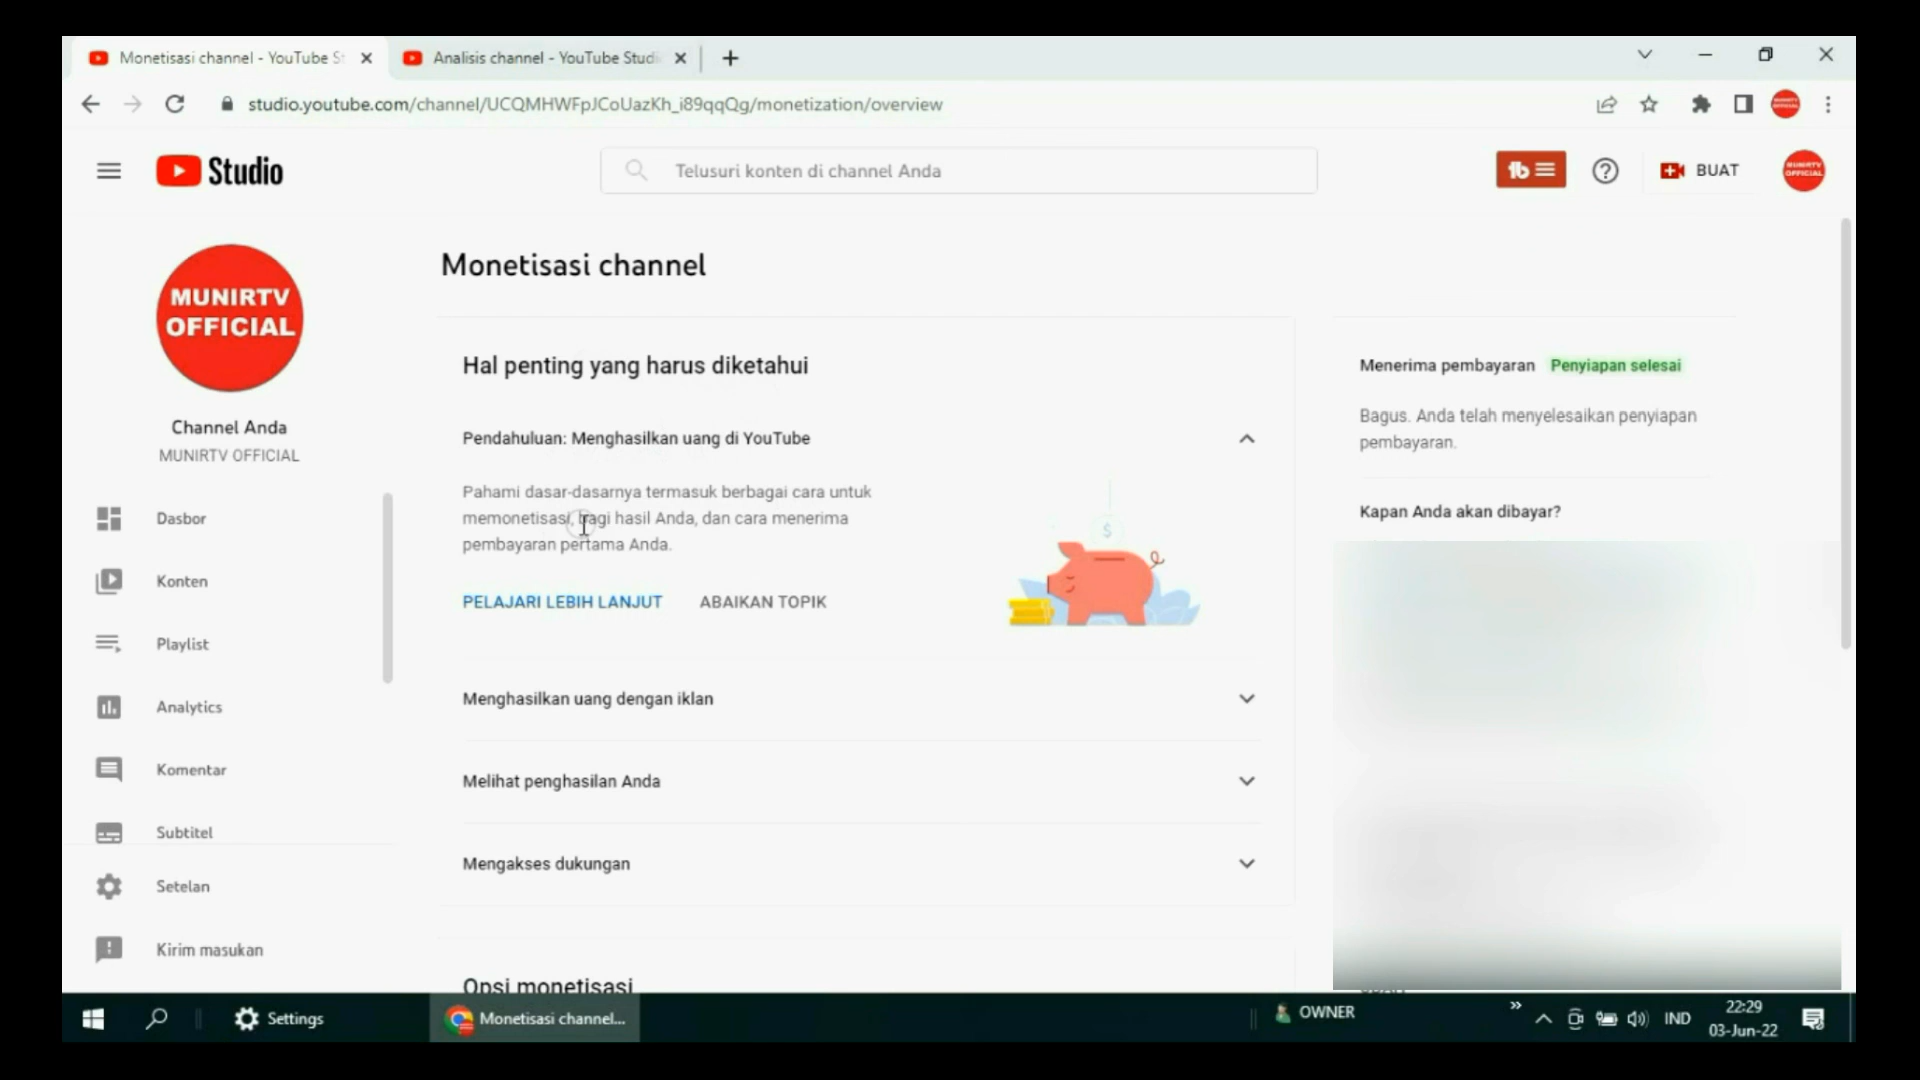 Monetisasi channel - YouTube S
Analisis channel - YouTube Studi
studio.youtube.com/channel/UCQMHWFpJCoUazKh_i89qqQg/monetization/overview
Studio
Telusuri konten di channel Anda
BUAT
MUNIRTV
OFFICIAL
MUNIRTV
OFFICIAL
Channel Anda
MUNIRTV OFFICIAL
Dasbor
Konten
Playlist
Analytics
Komentar
Subtitel
Setelan
Kirim masukan
Monetisasi channel
Hal penting yang harus diketahui
Pendahuluan: Menghasilkan uang di YouTube
Pahami dasar-dasarnya termasuk berbagai cara untuk
memonetisasi, bagi hasil Anda, dan cara menerima
pembayaran pertama Anda.
PELAJARI LEBIH LANJUT ABAIKAN TOPIK
$
Menghasilkan uang dengan iklan
Melihat penghasilan Anda
Mengakses dukungan
Opsi monetisasi
Menerima pembayaran Penyiapan selesai
Bagus. Anda telah menyelesaikan penyiapan
pembayaran.
Kapan Anda akan dibayar?
Settings
Monetisasi channel...
OWNER
IND
22:29
03-Jun-22